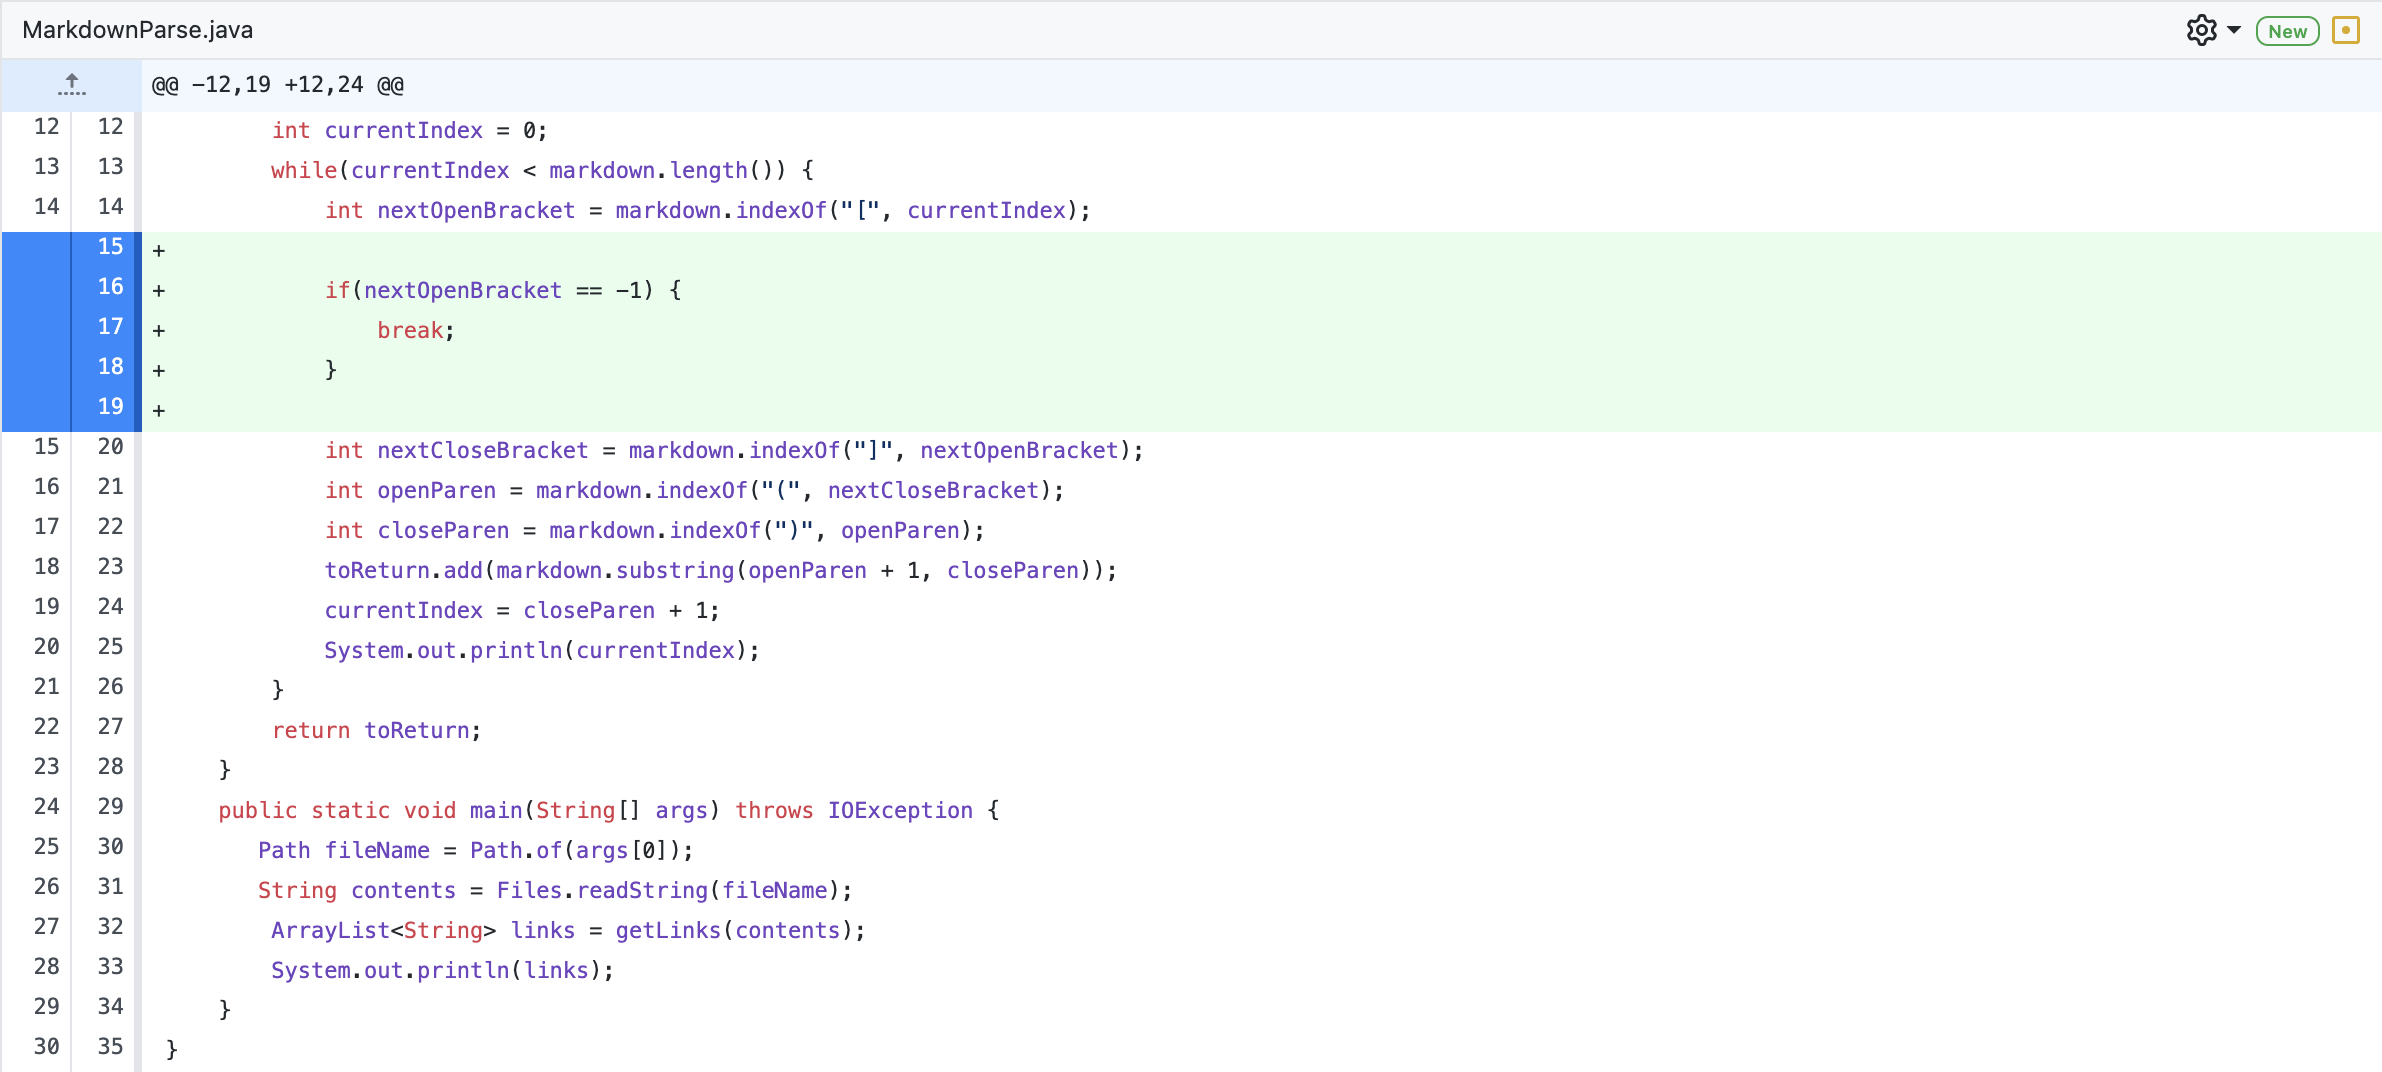 MarkdownParse.java New
@@ -12,19 +12,24 @@
12 12 int currentIndex = 0;
13 13 while(currentIndex < markdown.length()) {
14 14 int nextOpenBracket = markdown.indexOf("[", currentIndex);
15 +
16 + if(nextOpenBracket == -1) {
17 + break;
18 + }
19 +
15 20 int nextCloseBracket = markdown.indexOf("]", nextOpenBracket);
16 21 int openParen = markdown.indexOf("(", nextCloseBracket);
17 22 int closeParen = markdown.indexOf(")", openParen);
18 23 toReturn.add(markdown.substring(openParen + 1, closeParen));
19 24 currentIndex = closeParen + 1;
20 25 System.out.println(currentIndex);
21 26 }
22 27 return toReturn;
23 28 }
24 29 public static void main(String[] args) throws IOException {
25 30 Path fileName = Path.of(args[0]);
26 31 String contents = Files.readString(fileName);
27 32 ArrayList<String> links = getLinks(contents);
28 33 System.out.println(links);
29 34 }
30 35 }